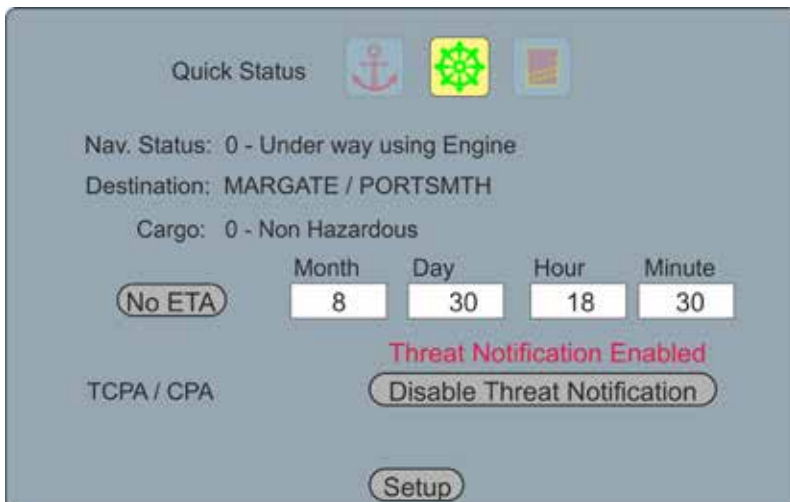 Quick Status
Nav. Status: 0 - Under way using Engine
Destination: MARGATE / PORTSMTH
Cargo: 0 - Non Hazardous
Month Day Hour Minute
No ETA 8 30 18 30
Threat Notification Enabled
TCPA / CPA Disable Threat Notification
Setup